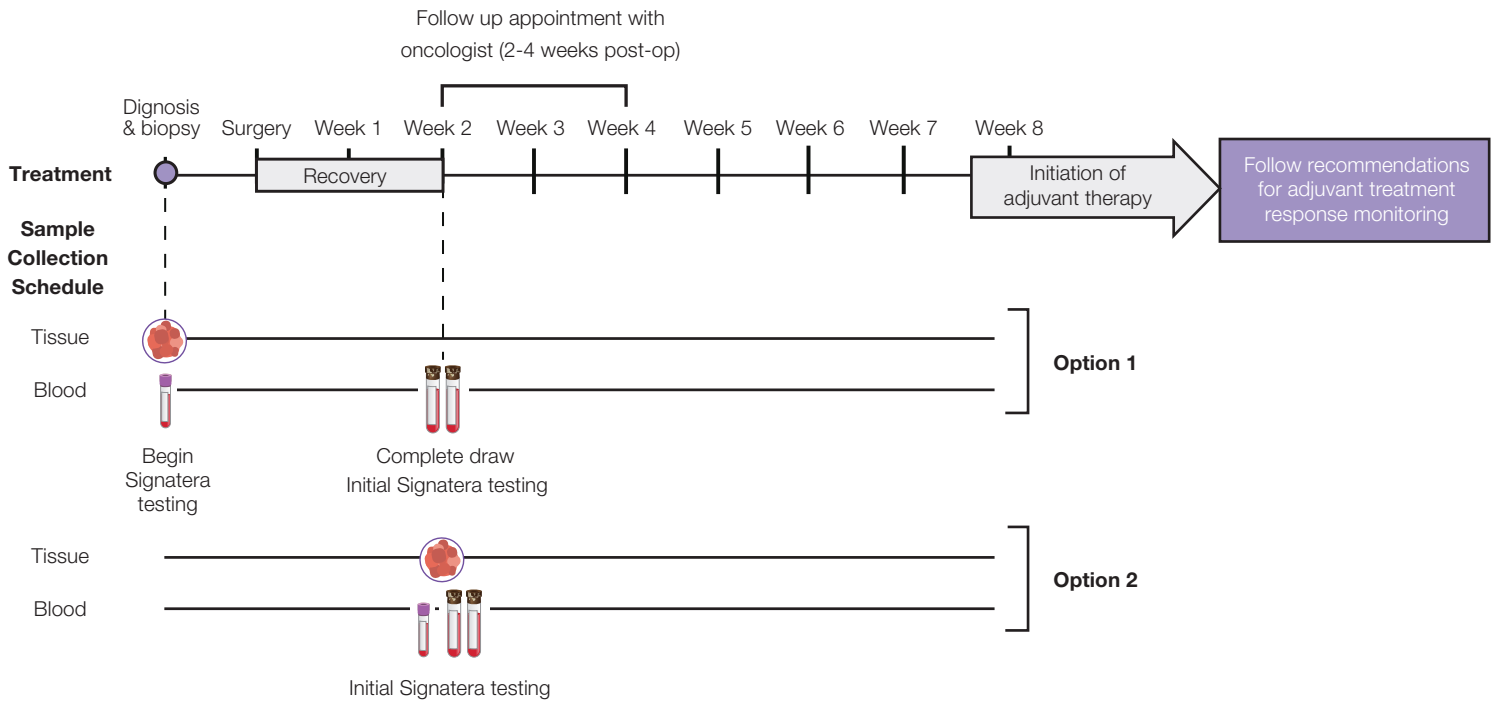 Follow up appointment with
oncologist (2-4 weeks post-op)
Dignosis
& biopsy
Surgery
Week 1
Week 2
Week 3
Week 4
Week 5
Week 6
Week 7
Week 8
Treatment
Recovery
Initiation of
adjuvant therapy
Follow recommendations
for adjuvant treatment
response monitoring
Sample
Collection
Schedule
Tissue
Blood
Option 1
Begin
Signatera
testing
Complete draw
Initial Signatera testing
Tissue
Blood
Option 2
Initial Signatera testing